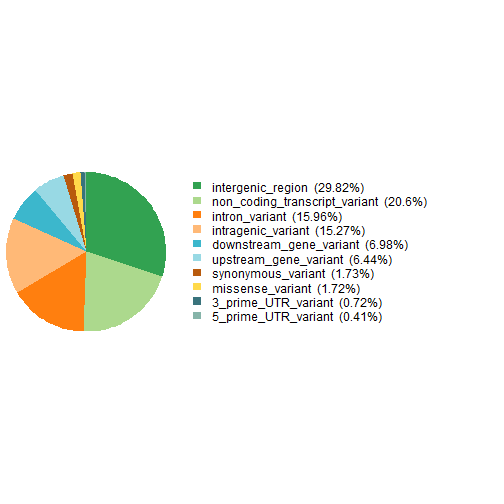 intergenic_region (29.82%)
non_coding_transcript_variant (20.6%)
intron_variant (15.96%)
intragenic_variant (15.27%)
downstream_gene_variant (6.98%)
upstream_gene_variant (6.44%)
synonymous_variant (1.73%)
missense_variant (1.72%)
3_prime_UTR_variant (0.72%)
5_prime_UTR_variant (0.41%)